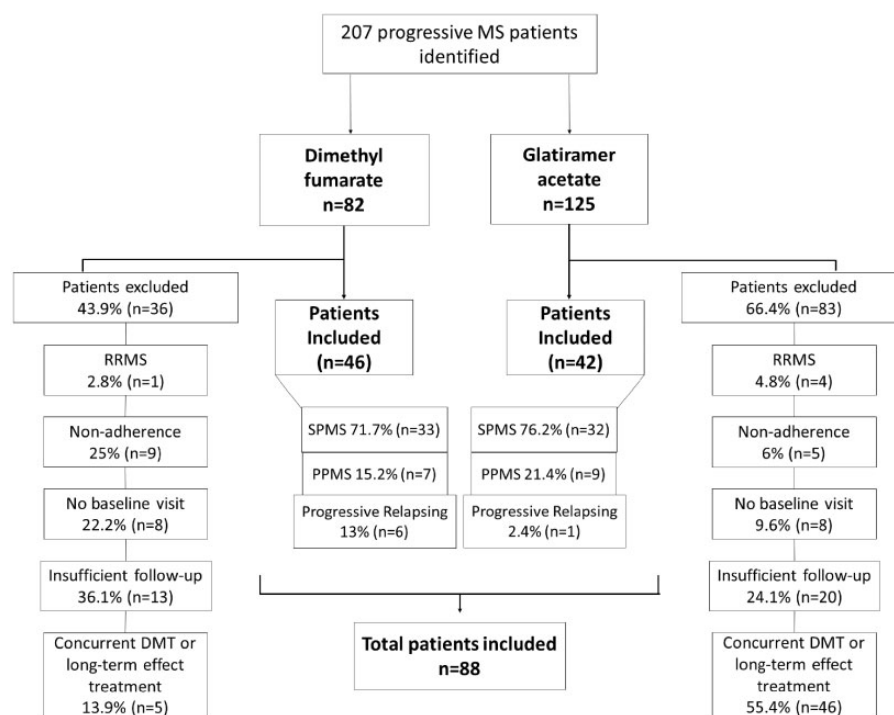 207 progressive MS patients
identified
Dimethyl
fumarate
n=82
Glatiramer
acetate
n=125
Patients excluded
43.9% (n=36)
Patients
Included
(n=46)
Patients
Included
(n=42)
Patients excluded
66.4% (n=83)
RRMS
2.8% (n=1)
Non-adherence
25% (n=9)
No baseline visit
22.2% (n=8)
Insufficient follow-up
36.1% (n=13)
Concurrent DMT or
long-term effect
treatment
13.9% (n=5)
SPMS 71.7% (n=33)
PPMS 15.2% (n=7)
Progressive Relapsing
13% (n=6)
SPMS 76.2% (n=32)
PPMS 21.4% (n=9)
Progressive Relapsing
2.4% (n=1)
RRMS
4.8% (n=4)
Non-adherence
6% (n=5)
No baseline visit
9.6% (n=8)
Insufficient follow-up
24.1% (n=20)
Concurrent DMT or
long-term effect
treatment
55.4% (n=46)
Total patients included
n=88